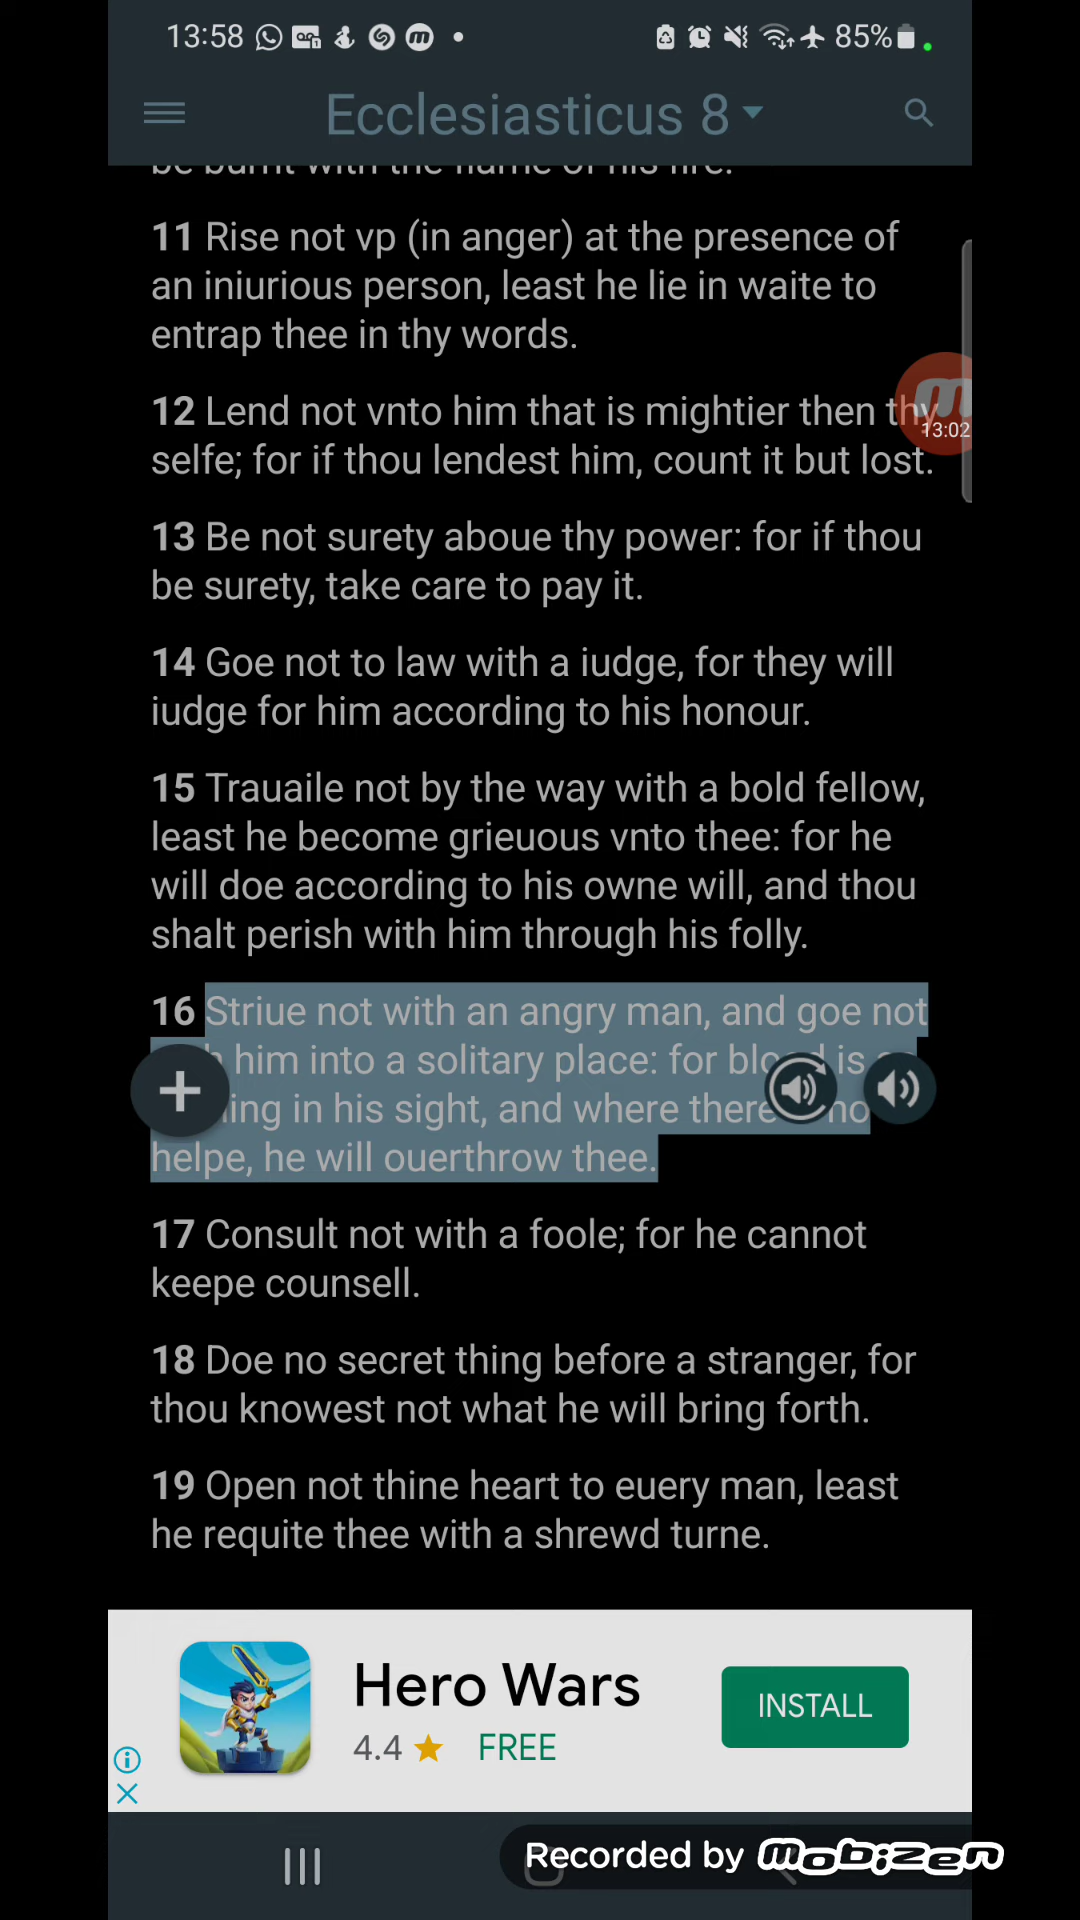 13:58 85%
Ecclesiasticus 8
be burnt with the flame of his fire.
11 Rise not vp (in anger) at the presence of
an iniurious person, least he lie in waite to
entrap thee in thy words.
12 Lend not vnto him that is mightier then thy
13:02
selfe; for if thou lendest him, count it but lost.
13 Be not surety aboue thy power: for if thou
be surety, take care to pay it.
14 Goe not to law with a iudge, for they will
iudge for him according to his honour.
15 Trauaile not by the way with a bold fellow,
least he become grieuous vnto thee: for he
will doe according to his owne will, and thou
shalt perish with him through his folly.
16 Striue not with an angry man, and goe not
him into a solitary place: for blood is
in his sight, and where there no
helpe, he will ouerthrow thee.
17 Consult not with a foole; for he cannot
keepe counsell.
18 Doe no secret thing before a stranger, for
thou knowest not what he will bring forth.
19 Open not thine heart to euery man, least
he requite thee with a shrewd turne.
Hero Wars
4.4 FREE
INSTALL
Recorded by mobizen